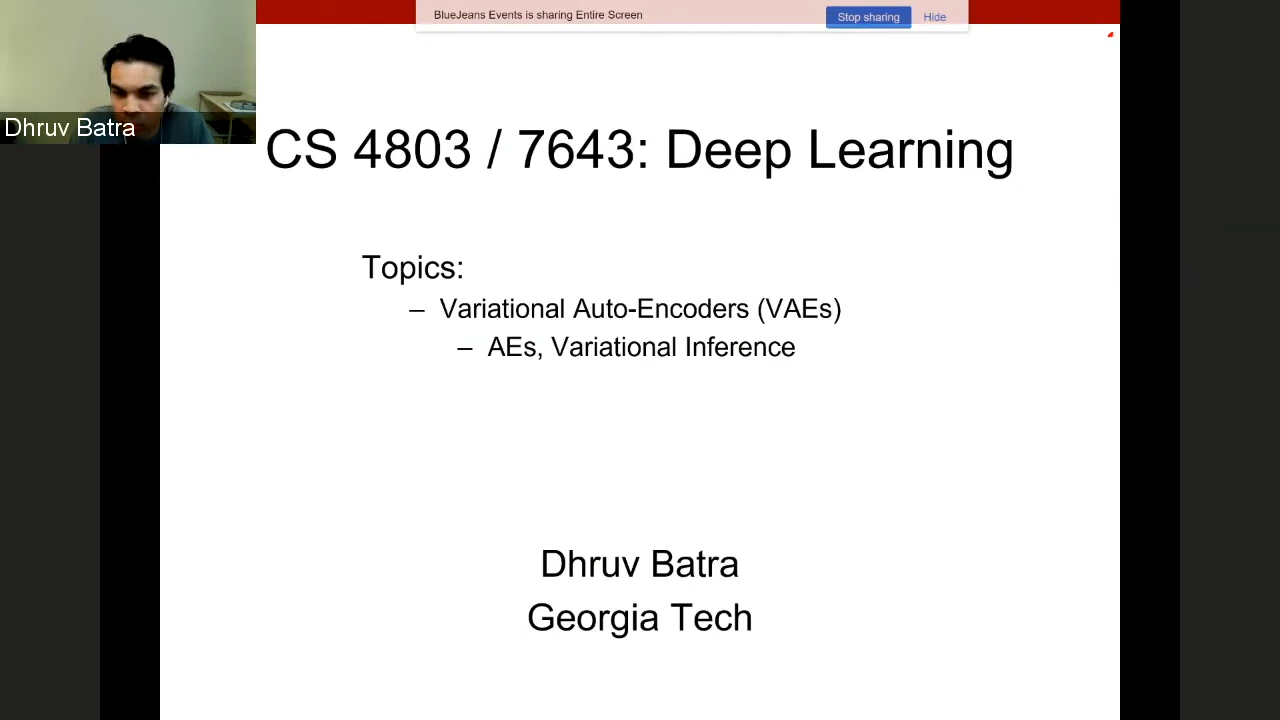 BlueJeans Events is sharing Entire Screen
Stop sharing
Hide
Dhruv Batra
CS 4803 / 7643: Deep Learning
Topics:
– Variational Auto-Encoders (VAEs)
– AEs, Variational Inference
Dhruv Batra
Georgia Tech